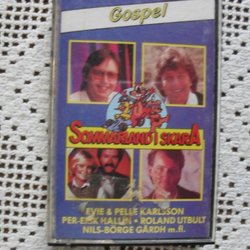 Gospel
SOMMARLAND I SKARA
EVIE & PELLE KARLSSON
PER-ERIK HALLIN • ROLAND UTBULT
NILS-BÖRGE GÅRDH m.fl.